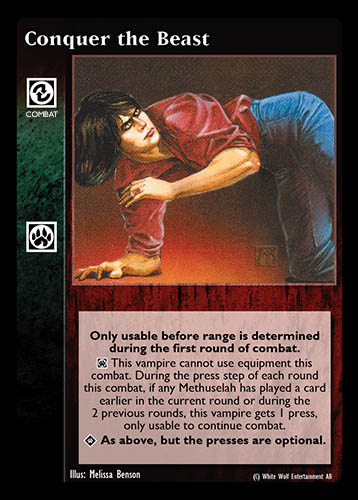 Conquer the Beast
COMBAT
Only usable before range is determined
during the first round of combat.
This vampire cannot use equipment this
combat. During the press step of each round
this combat, if any Methuselah has played a card
earlier in the current round or during the
2 previous rounds, this vampire gets 1 press,
only usable to continue combat.
As above, but the presses are optional.
Illus: Melissa Benson
(C) White Wolf Entertainment AB